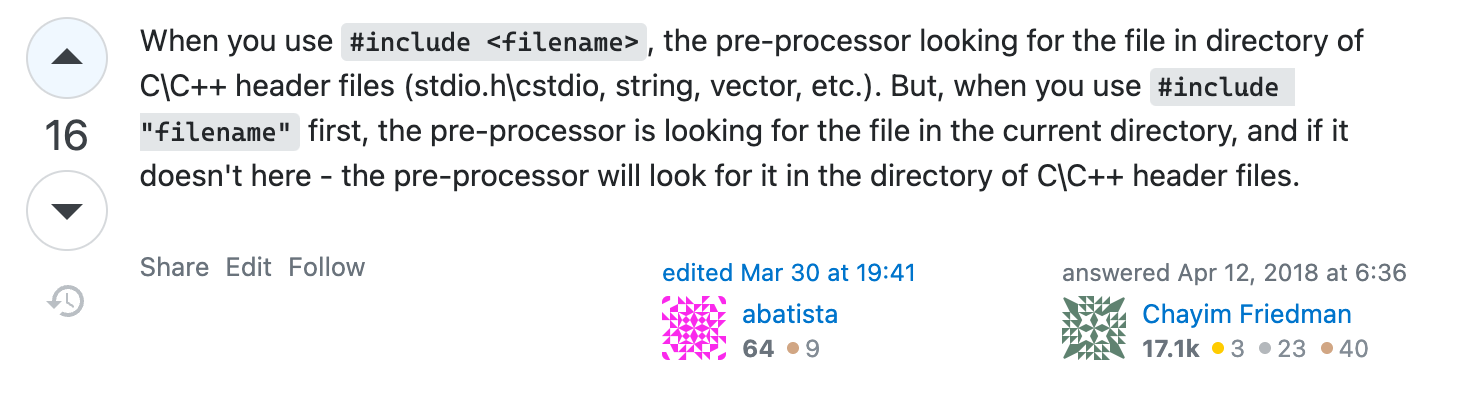 When you use #include <filename>, the pre-processor looking for the file in directory of
C\C++ header files (stdio.h\cstdio, string, vector, etc.). But, when you use #include
"filename" first, the pre-processor is looking for the file in the current directory, and if it
doesn't here - the pre-processor will look for it in the directory of C\C++ header files.
16
Share Edit Follow
edited Mar 30 at 19:41
abatista
64 9
answered Apr 12, 2018 at 6:36
Chayim Friedman
17.1k 3 23 40